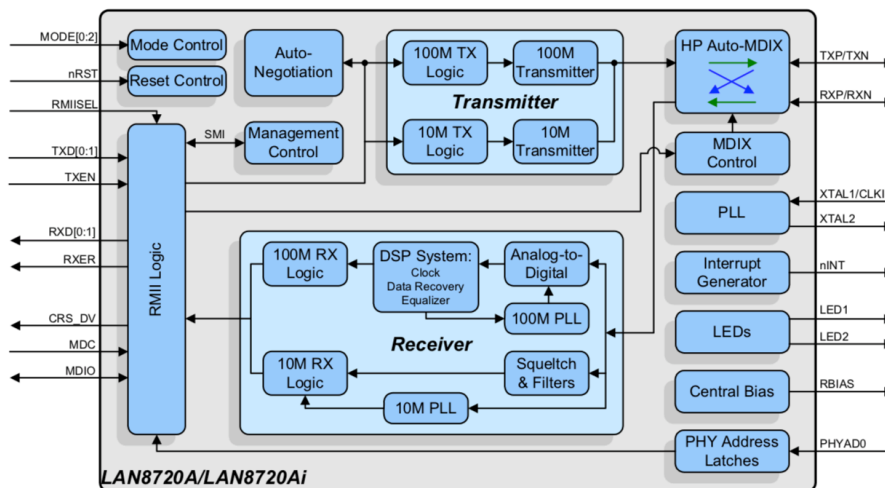 MODE[0:2]
nRST
RMIISEL
TXD[0:1]
TXEN
RXD[0:1]
RXER
CRS_DV
MDC
MDIO
Mode Control
Reset Control
Auto-
Negotiation
SMI
Management
Control
RMII Logic
100M TX
Logic
100M
Transmitter
Transmitter
10M TX
Logic
10M
Transmitter
HP Auto-MDIX
MDIX
Control
PLL
Interrupt
Generator
LEDs
Central Bias
PHY Address
Latches
100M RX
Logic
DSP System:
Clock
Data Recovery
Equalizer
Analog-to-
Digital
100M PLL
Receiver
10M RX
Logic
Squeltch
& Filters
10M PLL
TXP/TXN
RXP/RXN
XTAL1/CLKI
XTAL2
nINT
LED1
LED2
RBIAS
PHYAD0
LAN8720A/LAN8720Ai